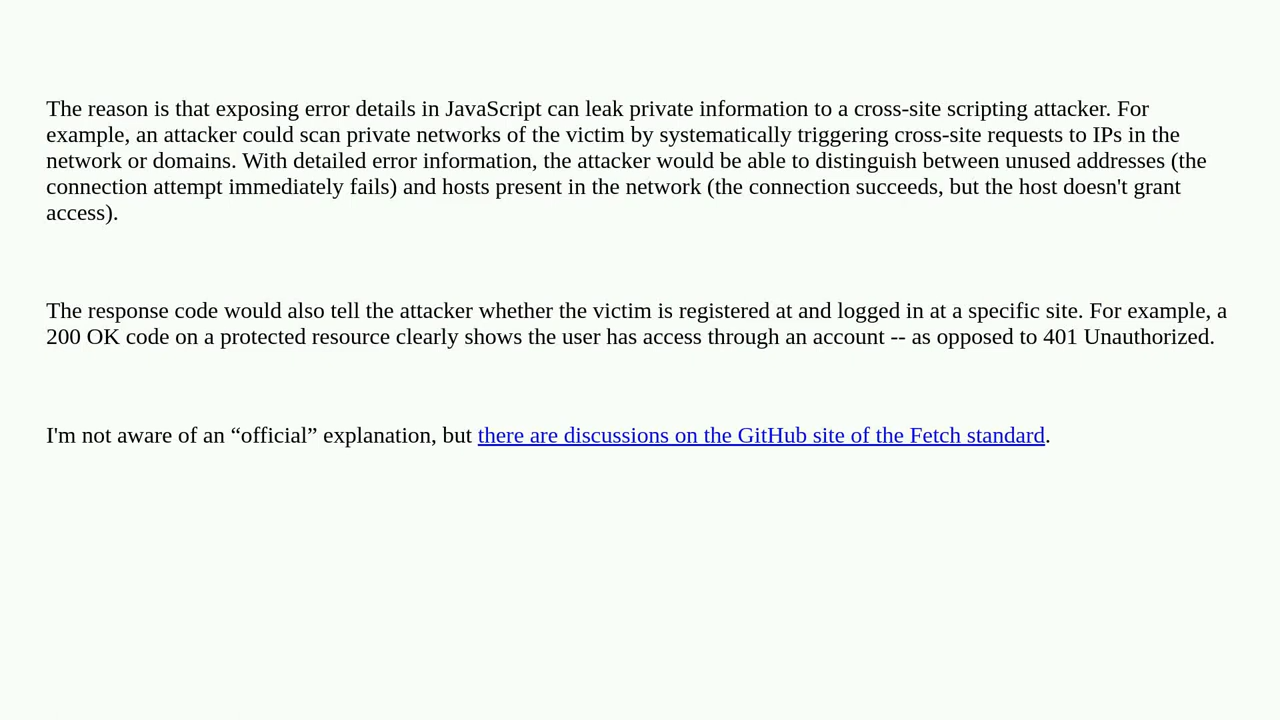 The reason is that exposing error details in JavaScript can leak private information to a cross-site scripting attacker. For
example, an attacker could scan private networks of the victim by systematically triggering cross-site requests to IPs in the
network or domains. With detailed error information, the attacker would be able to distinguish between unused addresses (the
connection attempt immediately fails) and hosts present in the network (the connection succeeds, but the host doesn't grant
access).
The response code would also tell the attacker whether the victim is registered at and logged in at a specific site. For example, a
200 OK code on a protected resource clearly shows the user has access through an account -- as opposed to 401 Unauthorized.
I'm not aware of an “official” explanation, but there are discussions on the GitHub site of the Fetch standard.